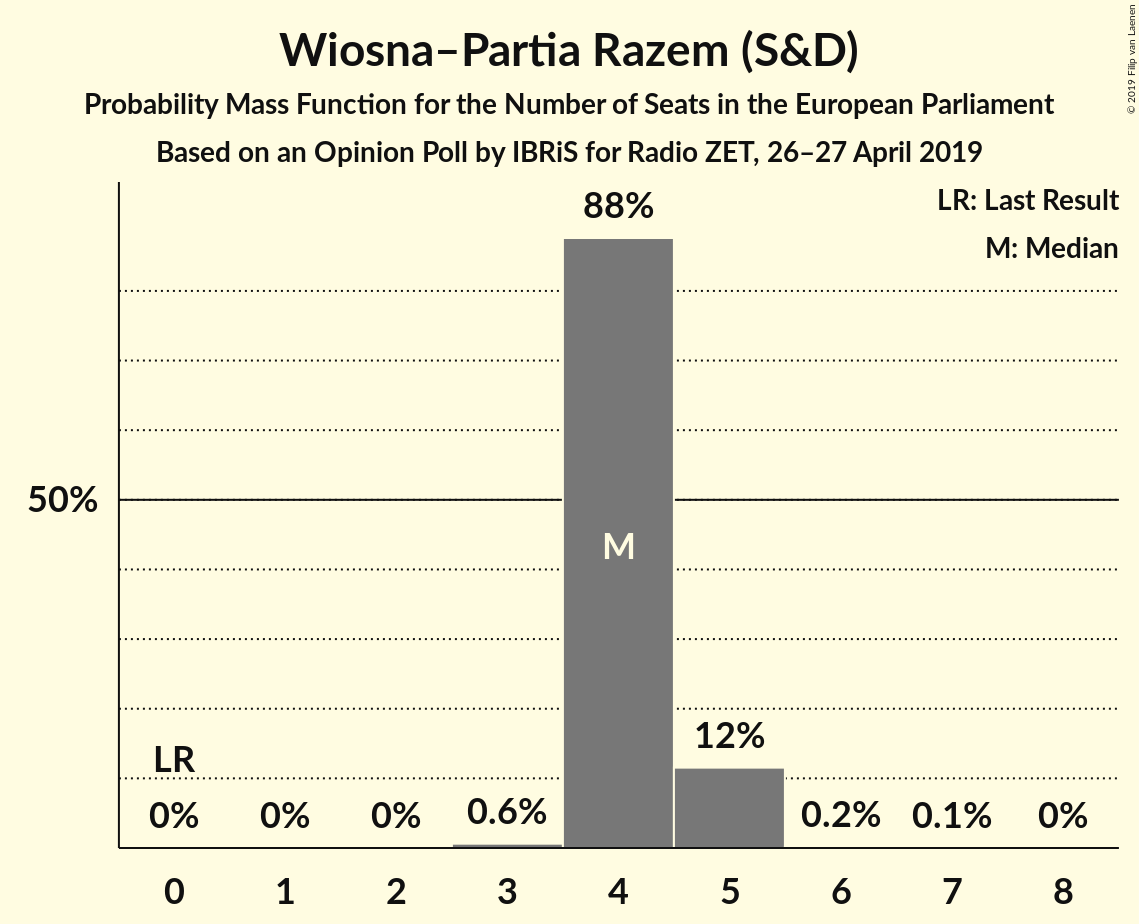 Wiosna–Partia Razem (S&D)
Probability Mass Function for the Number of Seats in the European Parliament
Based on an Opinion Poll by IBRiS for Radio ZET, 26–27 April 2019
© 2019 Filip van Laenen
LR: Last Result
M: Median
88%
50%
M
12%
LR
0% 0% 0% 0.6% 0.2% 0.1% 0%
0 1 2 3 4 5 6 7 8